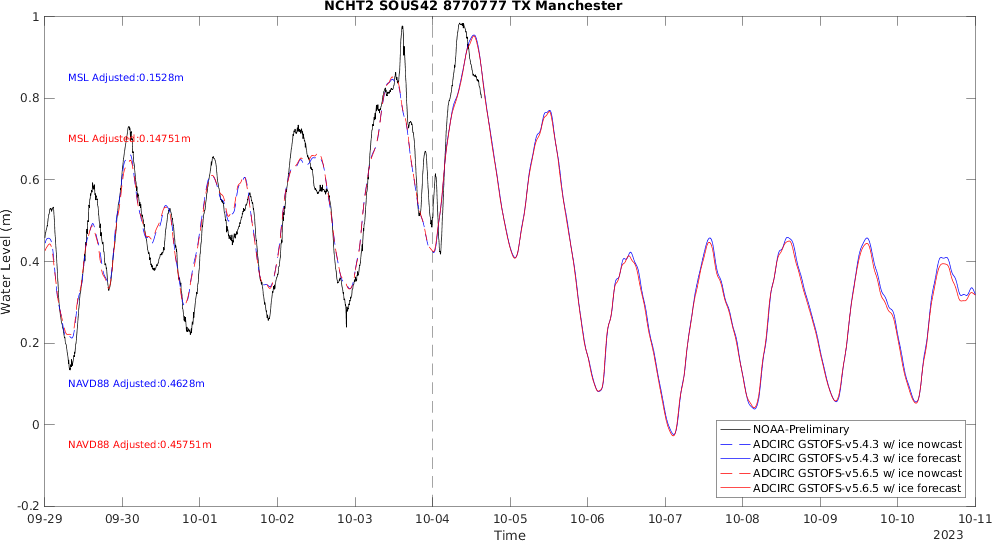 NCHT2 SOUS42 8770777 TX Manchester
1
0.8
0.6
0.4
0.2
0
-0.2
Water Level (m)
MSL Adjusted:0.1528m
MSL Adjusted:0.14751m
NAVD88 Adjusted:0.4628m
NAVD88 Adjusted:0.45751m
NOAA-Preliminary
ADCIRC GSTOFS-v5.4.3 w/ ice nowcast
ADCIRC GSTOFS-v5.4.3 w/ ice forecast
ADCIRC GSTOFS-v5.6.5 w/ ice nowcast
ADCIRC GSTOFS-v5.6.5 w/ ice forecast
09-29 09-30 10-01 10-02 10-03 10-04 10-05 10-06 10-07 10-08 10-09 10-10 10-11
Time
2023